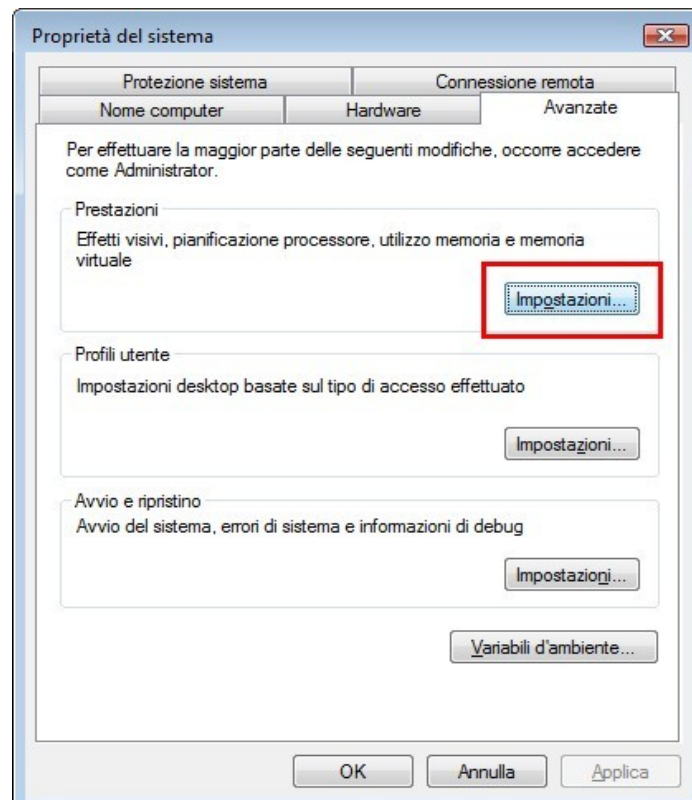 Proprietà del sistema
Protezione sistema
Connessione remota
Nome computer
Hardware
Avanzate
Per effettuare la maggior parte delle seguenti modifiche, occorre accedere
come Administrator.
Prestazioni
Effetti visivi, pianificazione processore, utilizzo memoria e memoria
virtuale
Impostazioni...
Profili utente
Impostazioni desktop basate sul tipo di accesso effettuato
Impostazioni...
Avvio e ripristino
Avvio del sistema, errori di sistema e informazioni di debug
Impostazioni...
Variabili d'ambiente...
OK
Annulla
Applica